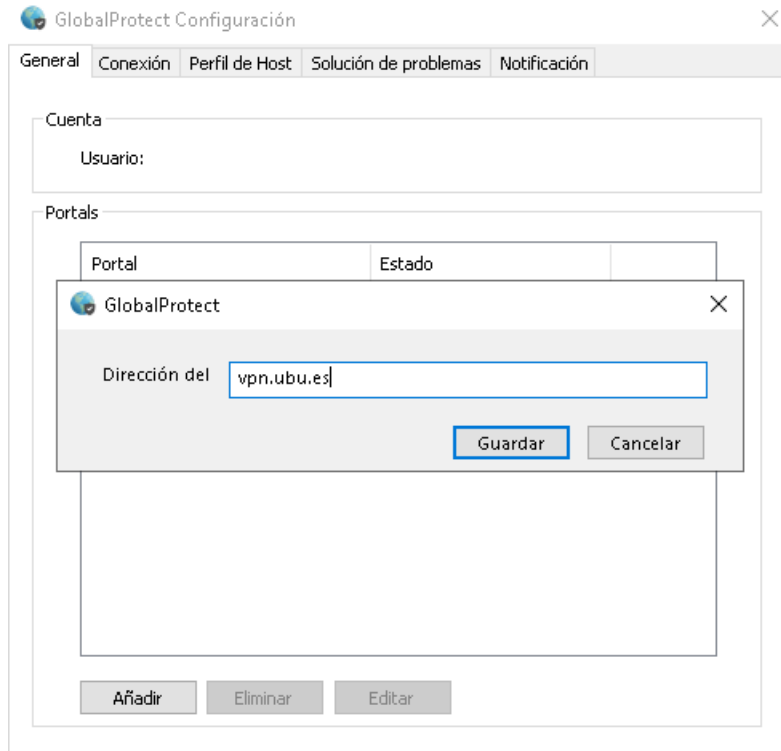 GlobalProtect Configuración
General Conexión Perfil de Host Solución de problemas Notificación
Cuenta
Usuario:
Portals
Portal Estado
GlobalProtect
Dirección del vpn.ubu.es
Guardar Cancelar
Añadir Eliminar Editar